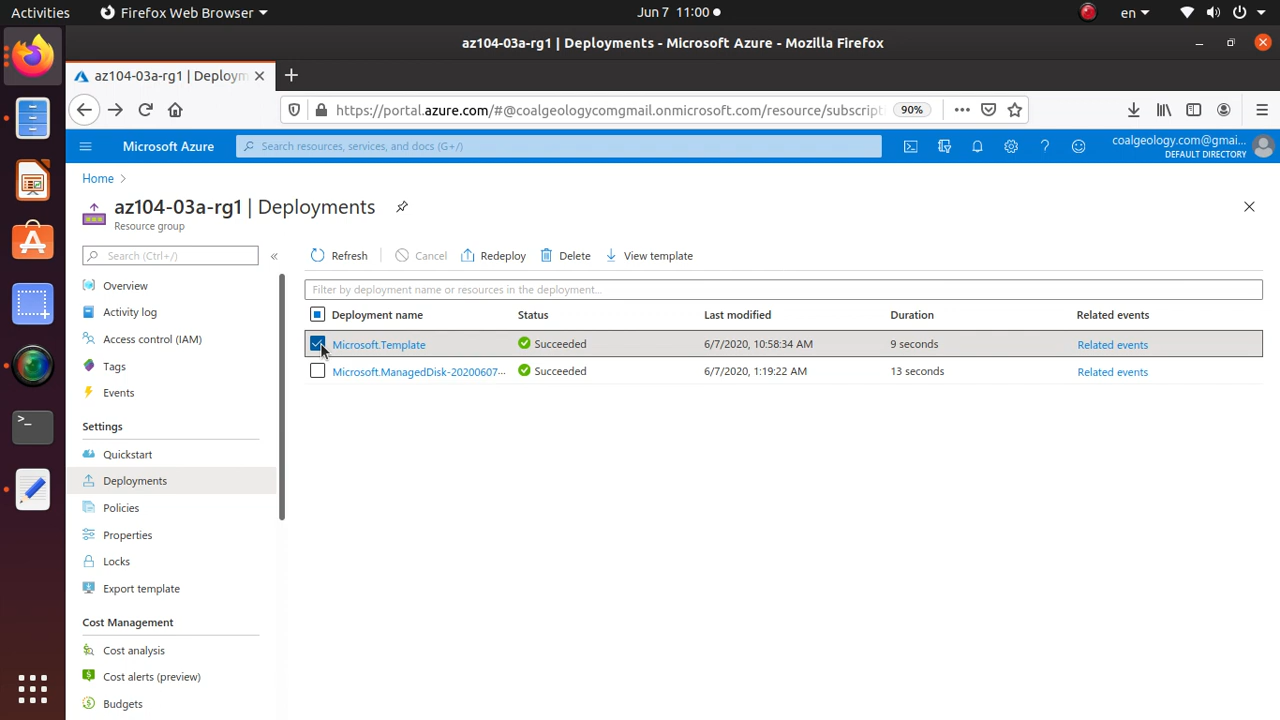 Activities
Firefox Web Browser
Jun 7 11:00
en
az104-03a-rg1 | Deployments - Microsoft Azure - Mozilla Firefox
az104-03a-rg1 | Deploym
https://portal.azure.com/#@coalgeologycomgmail.onmicrosoft.com/resource/subscript
90%
Microsoft Azure
Search resources, services, and docs (G+/)
coalgeology.com@gmai...
DEFAULT DIRECTORY
Home
az104-03a-rg1 | Deployments
Resource group
Search (Ctrl+/)
«
Refresh
Cancel
Redeploy
Delete
View template
Overview
Activity log
Access control (IAM)
Tags
Events
Settings
Quickstart
Deployments
Policies
Properties
Locks
Export template
Cost Management
Cost analysis
Cost alerts (preview)
Budgets
Filter by deployment name or resources in the deployment...
Deployment name Status Last modified Duration Related events
Microsoft.Template Succeeded 6/7/2020, 10:58:34 AM 9 seconds Related events
Microsoft.ManagedDisk-20200607... Succeeded 6/7/2020, 1:19:22 AM 13 seconds Related events